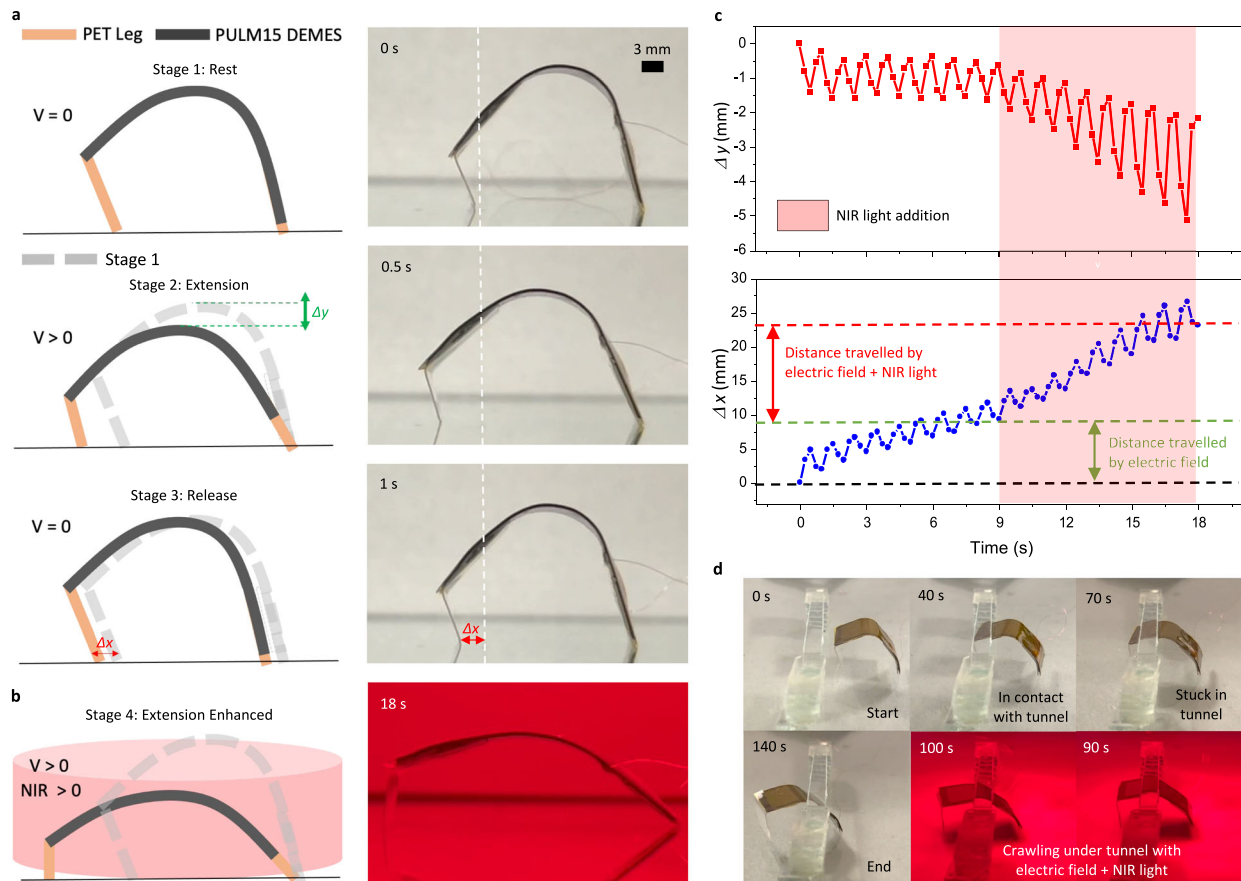 a
PET Leg
PULM15 DEMES
Stage 1: Rest
V = 0
Stage 1
Stage 2: Extension
Δy
V > 0
Stage 3: Release
V = 0
Δx
0 s
3 mm
0.5 s
1 s
Δx
b
Stage 4: Extension Enhanced
V > 0
NIR > 0
18 s
c
0
-1
-2
-3
-4
-5
-6
Δy (mm)
NIR light addition
30
25
20
15
10
5
0
Δx (mm)
Distance travelled by
electric field + NIR light
Distance travelled
by electric field
0 3 6 9 12 15 18
Time (s)
d
0 s
Start
40 s
In contact
with tunnel
70 s
Stuck in
tunnel
140 s
End
100 s
90 s
Crawling under tunnel with
electric field + NIR light